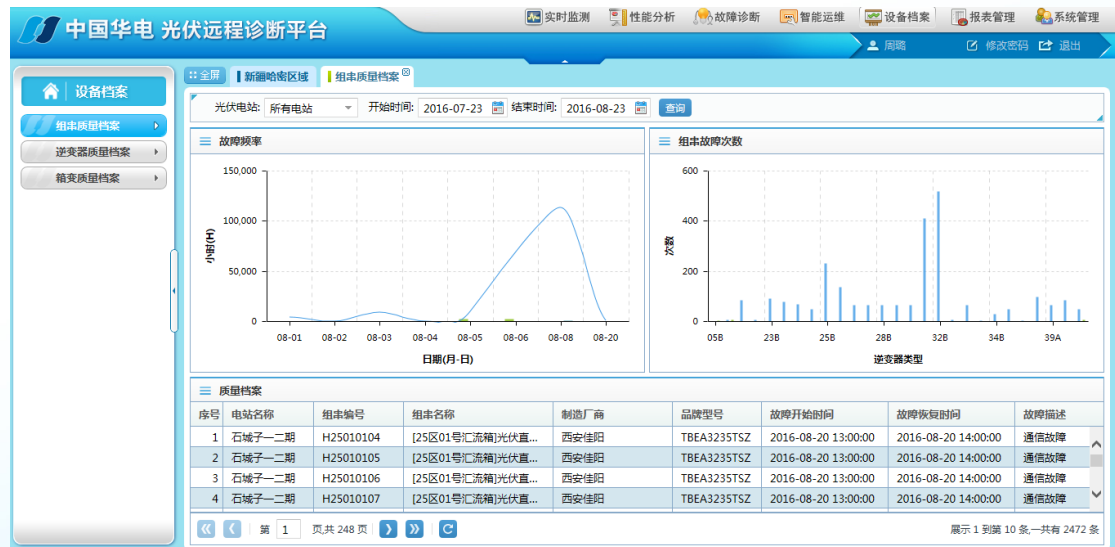 中国华电 光伏远程诊断平台
实时监测 性能分析 故障诊断 智能运维 设备档案 报表管理 系统管理
周璐 修改密码 退出
全屏 新疆哈密区域 组串质量档案
设备档案
组串质量档案
逆变器质量档案
箱变质量档案
光伏电站: 所有电站 开始时间: 2016-07-23 结束时间: 2016-08-23 查询
故障频率
150,000
100,000
50,000
0
小时(H)
08-01 08-02 08-03 08-04 08-05 08-06 08-08 08-20
日期(月-日)
组串故障次数
600
400
200
0
次数
05B 23B 25B 28B 32B 34B 39A
逆变器类型
质量档案
序号 电站名称 组串编号 组串名称 制造厂商 品牌型号 故障开始时间 故障恢复时间 故障描述
1 石城子一二期 H25010104 [25区01号汇流箱]光伏直... 西安佳阳 TBEA3235TSZ 2016-08-20 13:00:00 2016-08-20 14:00:00 通信故障
2 石城子一二期 H25010105 [25区01号汇流箱]光伏直... 西安佳阳 TBEA3235TSZ 2016-08-20 13:00:00 2016-08-20 14:00:00 通信故障
3 石城子一二期 H25010106 [25区01号汇流箱]光伏直... 西安佳阳 TBEA3235TSZ 2016-08-20 13:00:00 2016-08-20 14:00:00 通信故障
4 石城子一二期 H25010107 [25区01号汇流箱]光伏直... 西安佳阳 TBEA3235TSZ 2016-08-20 13:00:00 2016-08-20 14:00:00 通信故障
第 1 页,共 248 页
展示 1 到第 10 条,一共有 2472 条